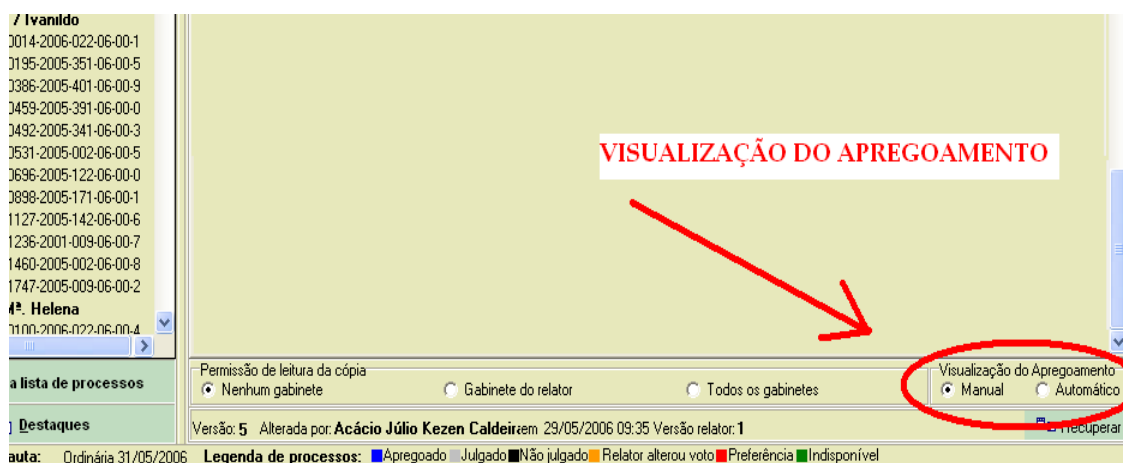 / Ivanildo
0014-2006-022-06-00-1
0195-2005-351-06-00-5
0386-2005-401-06-00-9
0459-2005-391-06-00-0
0492-2005-341-06-00-3
0531-2005-002-06-00-5
0696-2005-122-06-00-0
0898-2005-171-06-00-1
1127-2005-142-06-00-6
1236-2001-009-06-00-7
1460-2005-002-06-00-8
1747-2005-009-06-00-2
Mª. Helena
0100-2006-022-06-00-4
VISUALIZAÇÃO DO APREGOAMENTO
a lista de processos
Destaques
Permissão de leitura da cópia
Nenhum gabinete Gabinete do relator Todos os gabinetes
Visualização do Apregoamento
Manual Automático
Versão: 5 Alterada por: Acácio Júlio Kezen Caldeira em 29/05/2006 09:35 Versão relator: 1
Recuperar
auta: Ordinária 31/05/2006 Legenda de processos: Apregoado Julgado Não julgado Relator alterou voto Preferência Indisponível